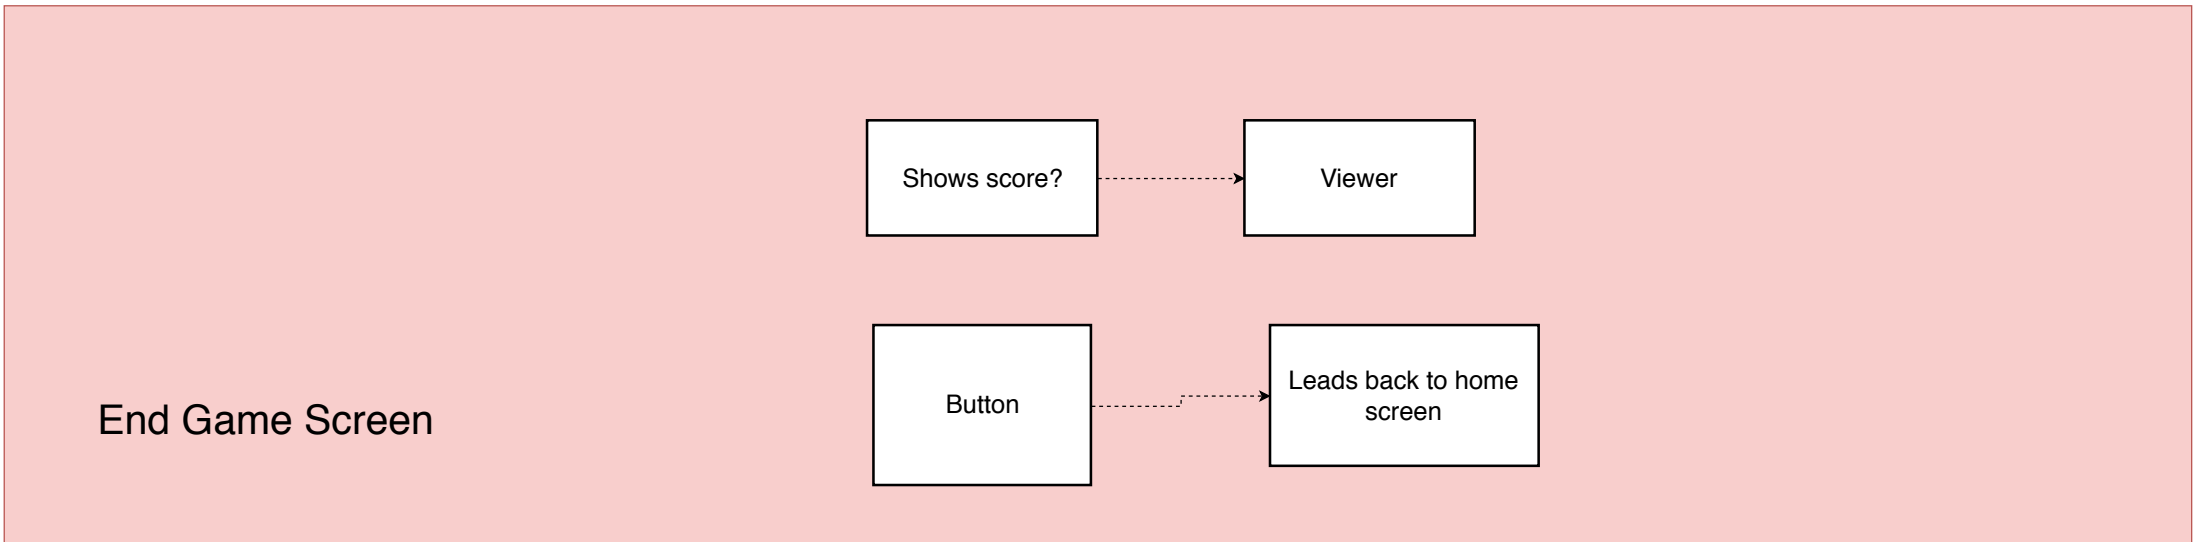 Shows score?
Viewer
Button
Leads back to home
screen
End Game Screen